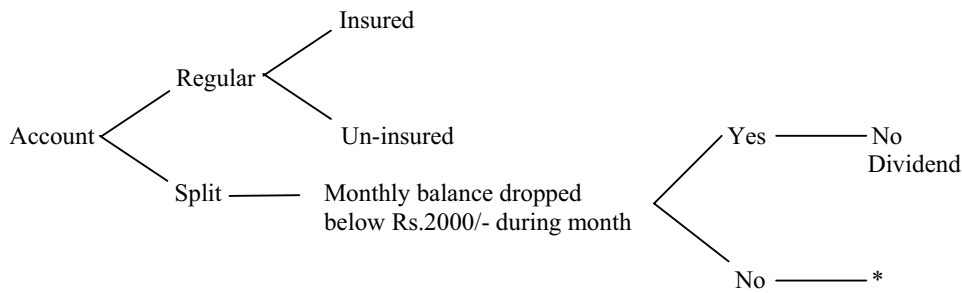 Insured
Regular
Account
Un-insured
Yes
No
Dividend
Split
Monthly balance dropped
below Rs.2000/- during month
No
*